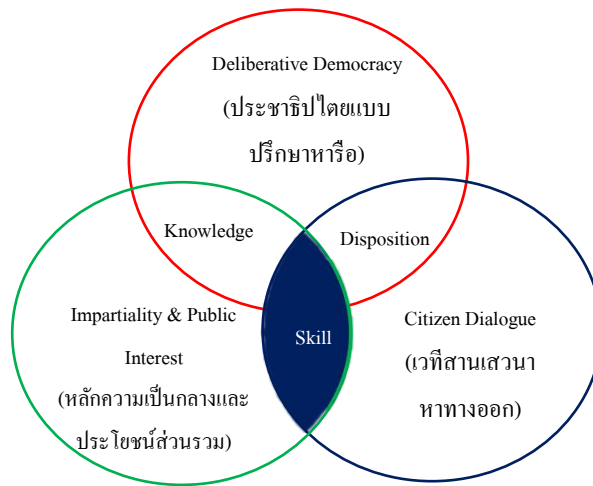 Deliberative Democracy
(ประชาธิปไตยแบบ
ปรึกษาหารือ)
Knowledge
Disposition
Impartiality & Public
Interest
(หลักความเป็นกลางและ
ประโยชน์ส่วนรวม)
Skill
Citizen Dialogue
(เวทีสานเสวนา
หาทางออก)